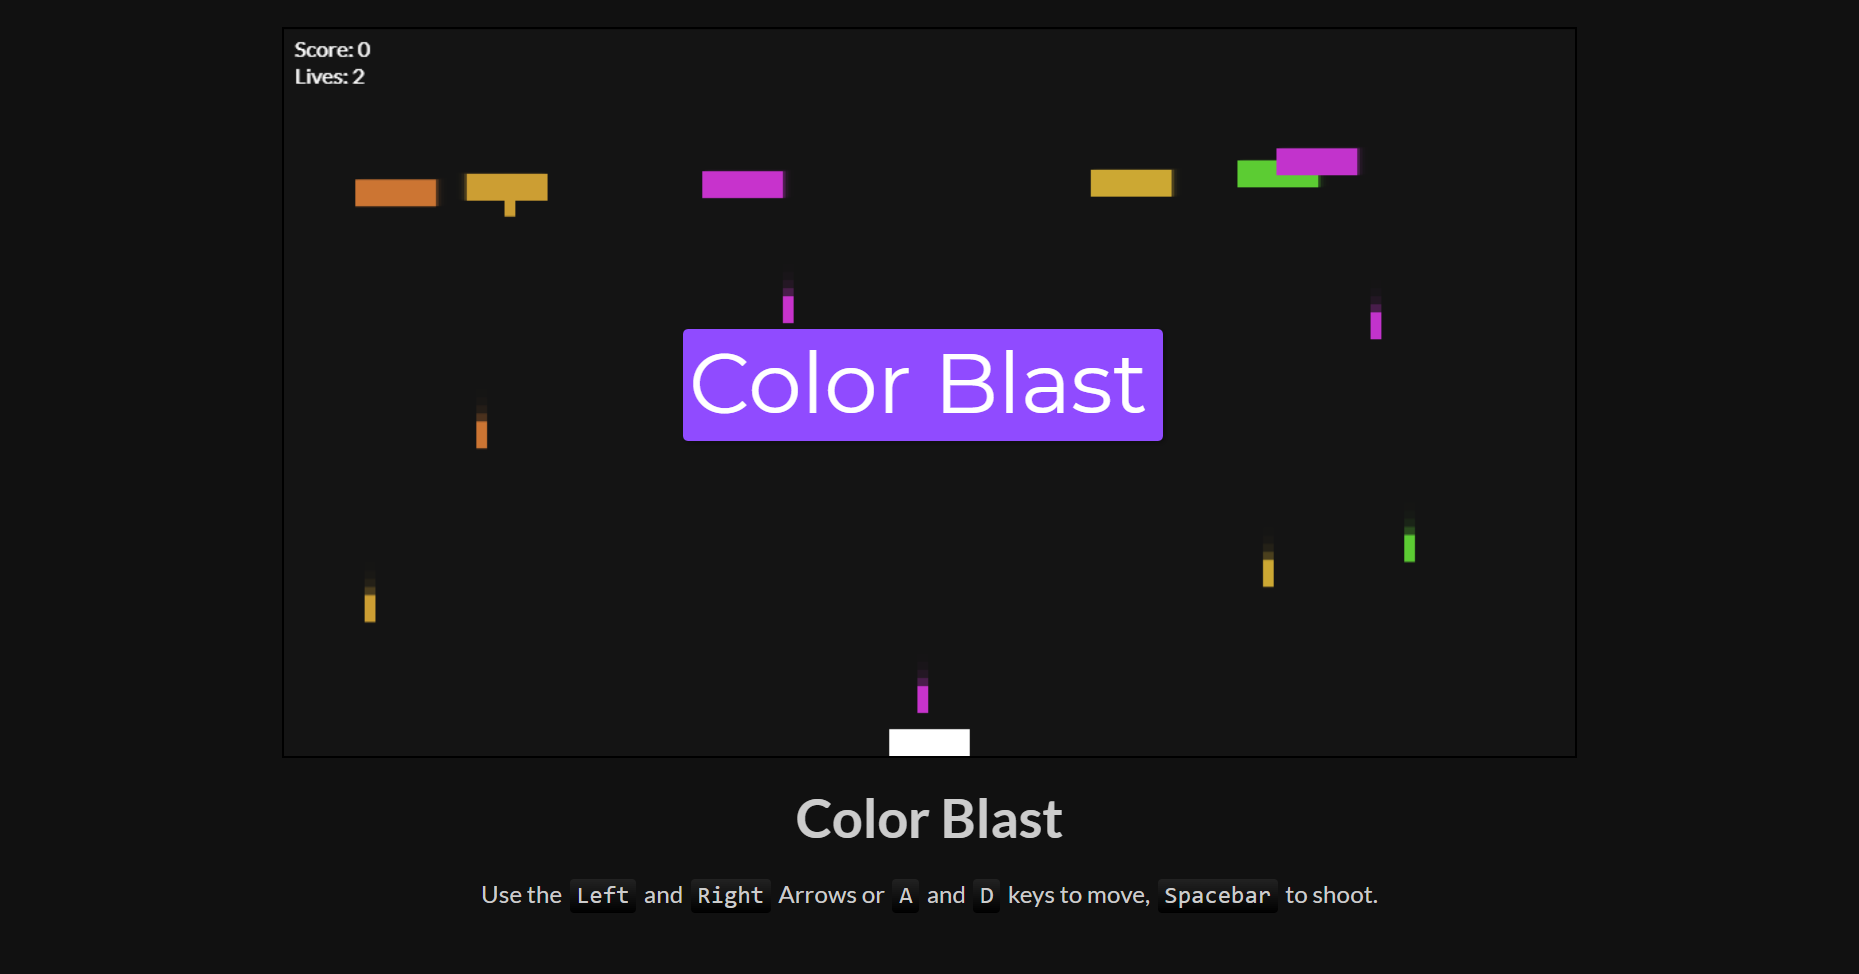 Score: 0
Lives: 2
Color Blast
Color Blast
Use the Left and Right Arrows or A and D keys to move, Spacebar to shoot.